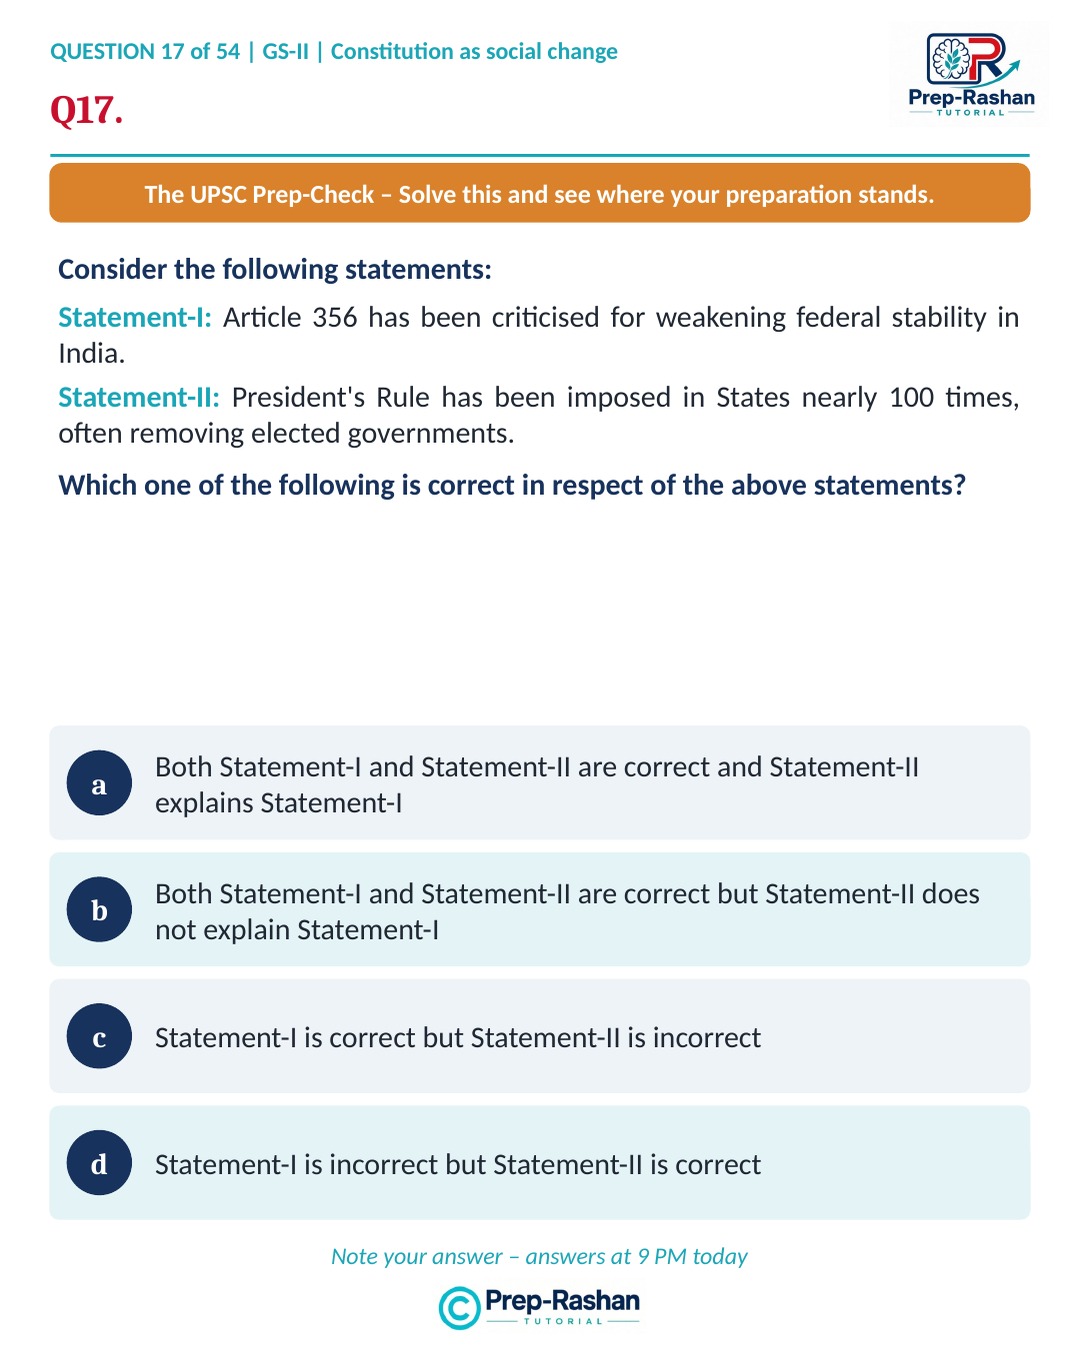 QUESTION 17 of 54 | GS-II | Constitution as social change
Q17.
Prep-Rashan
TUTORIAL
The UPSC Prep-Check – Solve this and see where your preparation stands.
Consider the following statements:
Statement-I: Article 356 has been criticised for weakening federal stability in
India.
Statement-II: President's Rule has been imposed in States nearly 100 times,
often removing elected governments.
Which one of the following is correct in respect of the above statements?
a
Both Statement-I and Statement-II are correct and Statement-II
explains Statement-I
b
Both Statement-I and Statement-II are correct but Statement-II does
not explain Statement-I
c
Statement-I is correct but Statement-II is incorrect
d
Statement-I is incorrect but Statement-II is correct
Note your answer – answers at 9 PM today
© Prep-Rashan
TUTORIAL